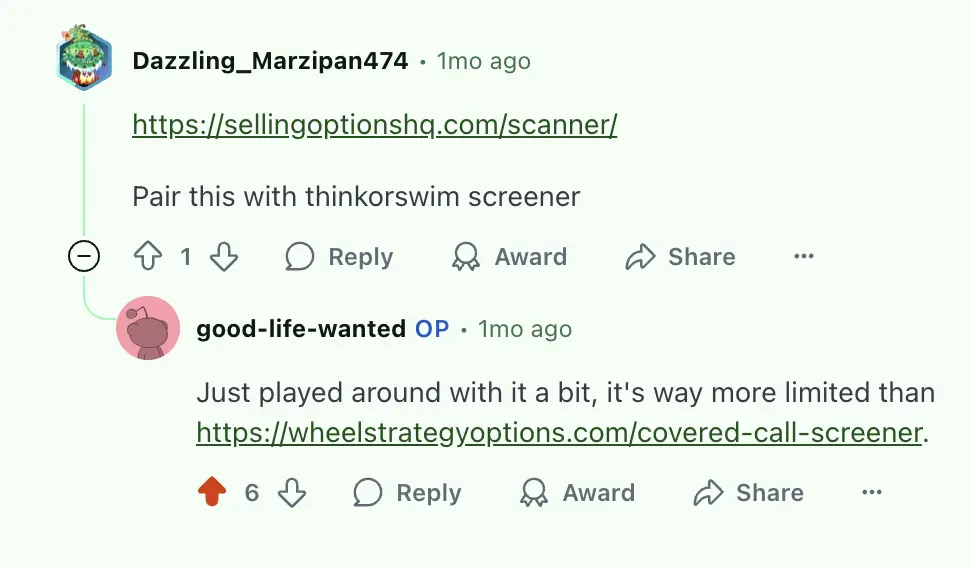 Dazzling_Marzipan474 • 1mo ago
https://sellingoptionshq.com/scanner/
Pair this with thinkorswim screener
1 Reply Award Share ...
good-life-wanted OP • 1mo ago
Just played around with it a bit, it's way more limited than
https://wheelstrategyoptions.com/covered-call-screener.
6 Reply Award Share ...